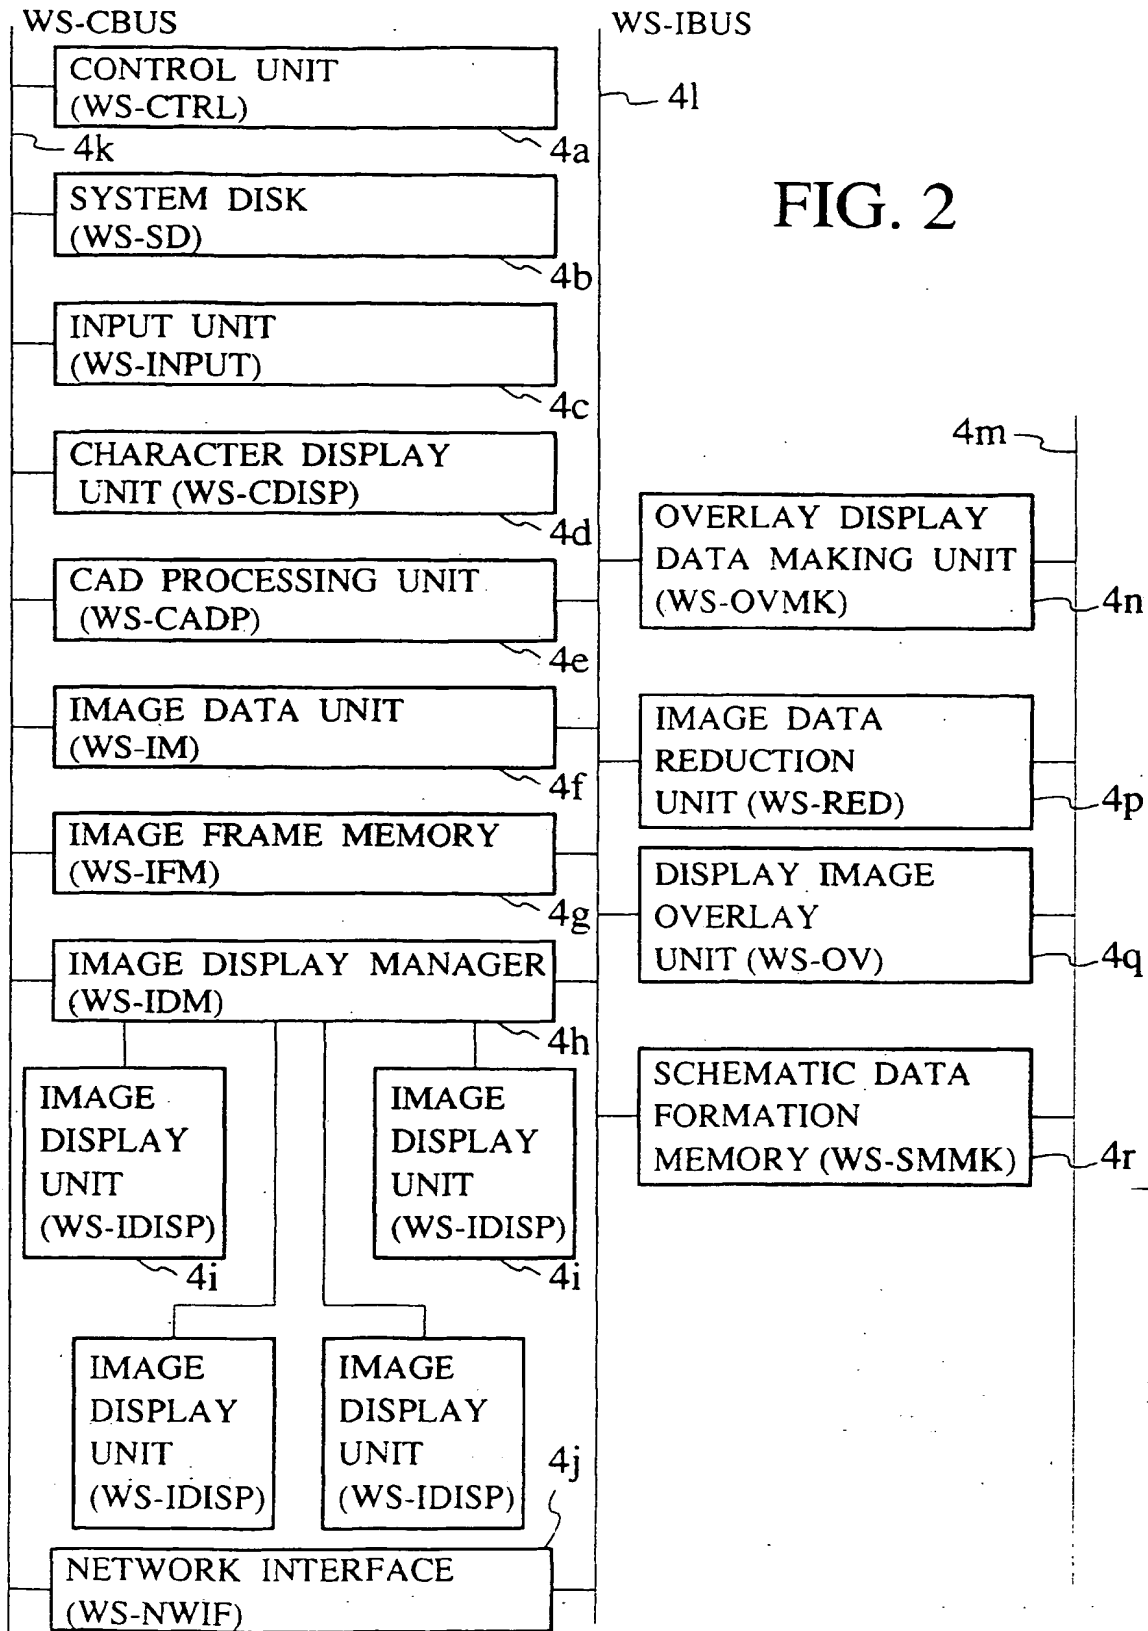 WS-CBUS
WS-IBUS
CONTROL UNIT
(WS-CTRL)
4l
4k
4a
FIG. 2
SYSTEM DISK
(WS-SD)
4b
INPUT UNIT
(WS-INPUT)
4c
4m
CHARACTER DISPLAY
UNIT (WS-CDISP)
4d
OVERLAY DISPLAY
DATA MAKING UNIT
(WS-OVMK)
4n
CAD PROCESSING UNIT
(WS-CADP)
4e
IMAGE DATA UNIT
(WS-IM)
4f
IMAGE DATA
REDUCTION
UNIT (WS-RED)
4p
IMAGE FRAME MEMORY
(WS-IFM)
4g
DISPLAY IMAGE
OVERLAY
UNIT (WS-OV)
4q
IMAGE DISPLAY MANAGER
(WS-IDM)
4h
SCHEMATIC DATA
FORMATION
MEMORY (WS-SMMK)
4r
IMAGE
DISPLAY
UNIT
(WS-IDISP)
4i
IMAGE
DISPLAY
UNIT
(WS-IDISP)
4i
IMAGE
DISPLAY
UNIT
(WS-IDISP)
IMAGE
DISPLAY
UNIT
(WS-IDISP)
4j
NETWORK INTERFACE
(WS-NWIF)